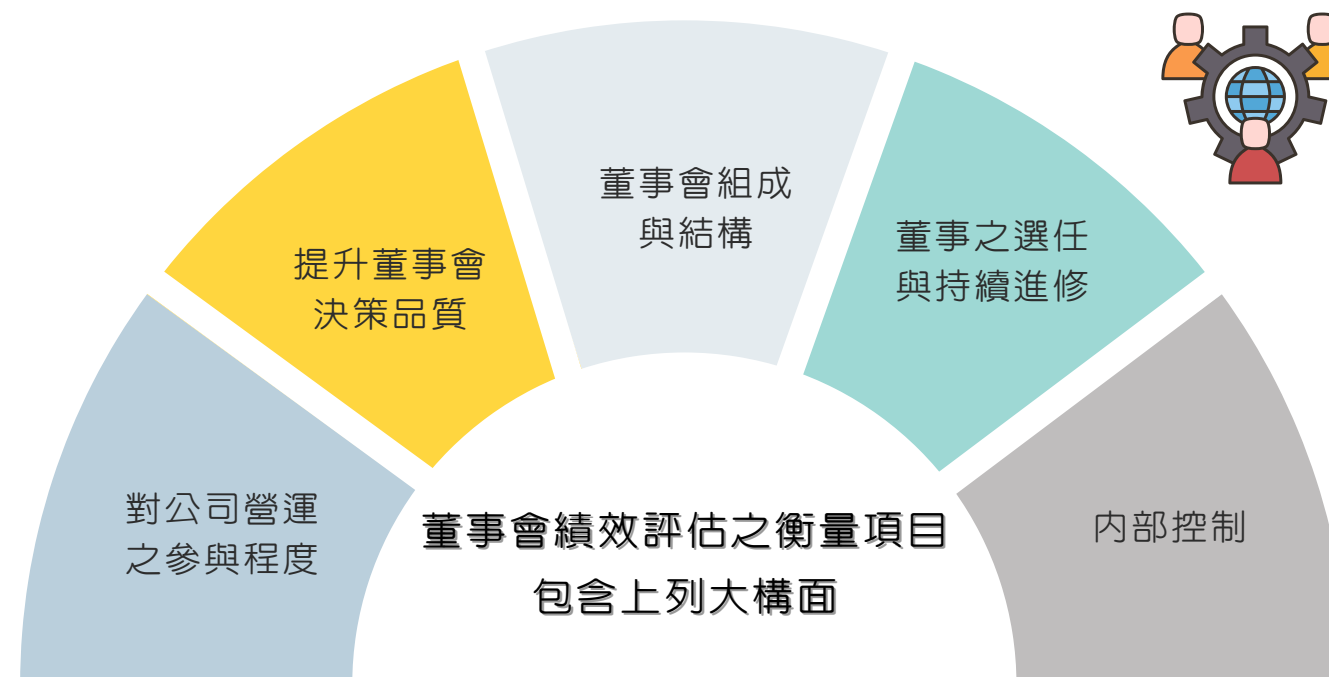 對公司營運
之參與程度
提升董事會
決策品質
董事會組成
與結構
董事之選任
與持續進修
內部控制
董事會績效評估之衡量項目
包含上列大構面